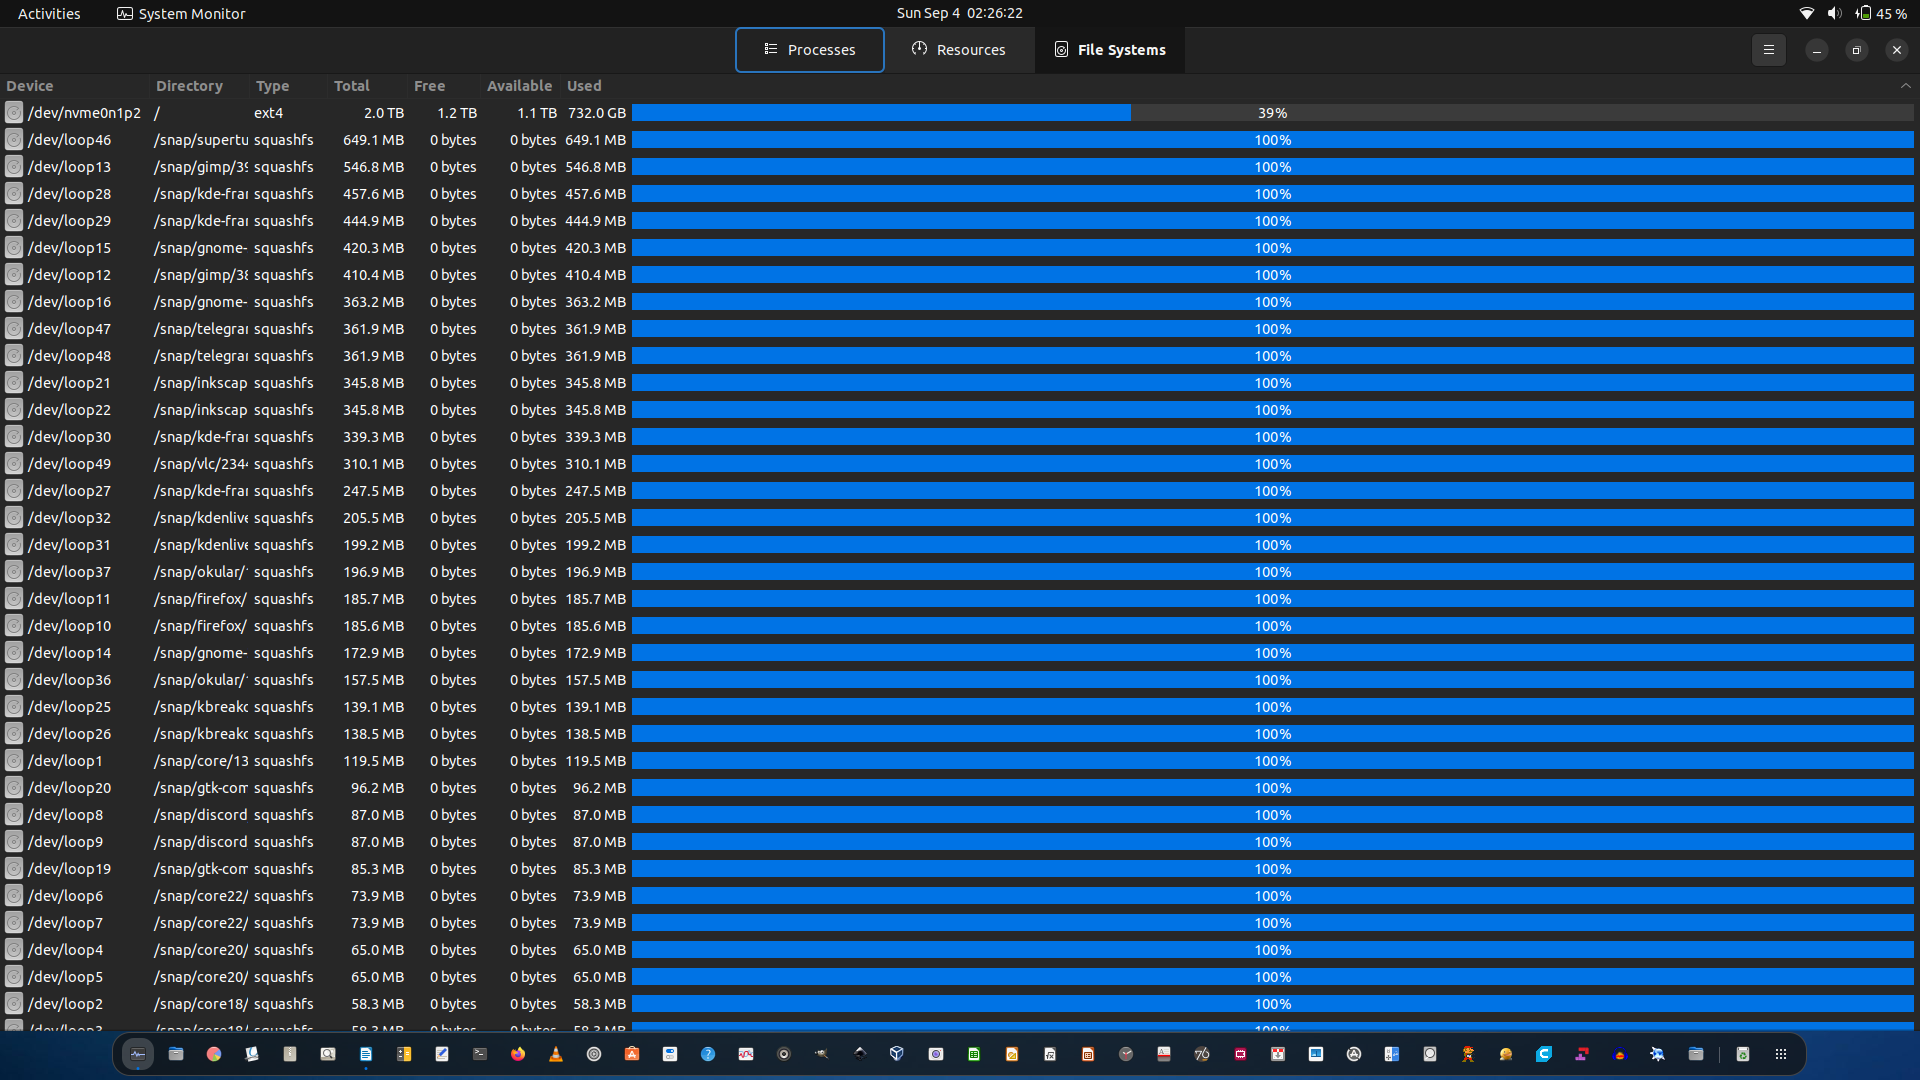 Activities System Monitor Sun Sep 4 02:26:22 45 %
Processes Resources File Systems
Device Directory Type Total Free Available Used
/dev/nvme0n1p2 / ext4 2.0 TB 1.2 TB 1.1 TB 732.0 GB 39%
/dev/loop46 /snap/supertu squashfs 649.1 MB 0 bytes 0 bytes 649.1 MB 100%
/dev/loop13 /snap/gimp/39 squashfs 546.8 MB 0 bytes 0 bytes 546.8 MB 100%
/dev/loop28 /snap/kde-fra squashfs 457.6 MB 0 bytes 0 bytes 457.6 MB 100%
/dev/loop29 /snap/kde-fra squashfs 444.9 MB 0 bytes 0 bytes 444.9 MB 100%
/dev/loop15 /snap/gnome- squashfs 420.3 MB 0 bytes 0 bytes 420.3 MB 100%
/dev/loop12 /snap/gimp/38 squashfs 410.4 MB 0 bytes 0 bytes 410.4 MB 100%
/dev/loop16 /snap/gnome- squashfs 363.2 MB 0 bytes 0 bytes 363.2 MB 100%
/dev/loop47 /snap/telegra squashfs 361.9 MB 0 bytes 0 bytes 361.9 MB 100%
/dev/loop48 /snap/telegra squashfs 361.9 MB 0 bytes 0 bytes 361.9 MB 100%
/dev/loop21 /snap/inkscap squashfs 345.8 MB 0 bytes 0 bytes 345.8 MB 100%
/dev/loop22 /snap/inkscap squashfs 345.8 MB 0 bytes 0 bytes 345.8 MB 100%
/dev/loop30 /snap/kde-fra squashfs 339.3 MB 0 bytes 0 bytes 339.3 MB 100%
/dev/loop49 /snap/vlc/234 squashfs 310.1 MB 0 bytes 0 bytes 310.1 MB 100%
/dev/loop27 /snap/kde-fra squashfs 247.5 MB 0 bytes 0 bytes 247.5 MB 100%
/dev/loop32 /snap/kdenlive squashfs 205.5 MB 0 bytes 0 bytes 205.5 MB 100%
/dev/loop31 /snap/kdenlive squashfs 199.2 MB 0 bytes 0 bytes 199.2 MB 100%
/dev/loop37 /snap/okular/ squashfs 196.9 MB 0 bytes 0 bytes 196.9 MB 100%
/dev/loop11 /snap/firefox/ squashfs 185.7 MB 0 bytes 0 bytes 185.7 MB 100%
/dev/loop10 /snap/firefox/ squashfs 185.6 MB 0 bytes 0 bytes 185.6 MB 100%
/dev/loop14 /snap/gnome- squashfs 172.9 MB 0 bytes 0 bytes 172.9 MB 100%
/dev/loop36 /snap/okular/ squashfs 157.5 MB 0 bytes 0 bytes 157.5 MB 100%
/dev/loop25 /snap/kbreako squashfs 139.1 MB 0 bytes 0 bytes 139.1 MB 100%
/dev/loop26 /snap/kbreako squashfs 138.5 MB 0 bytes 0 bytes 138.5 MB 100%
/dev/loop1 /snap/core/13 squashfs 119.5 MB 0 bytes 0 bytes 119.5 MB 100%
/dev/loop20 /snap/gtk-com squashfs 96.2 MB 0 bytes 0 bytes 96.2 MB 100%
/dev/loop8 /snap/discord squashfs 87.0 MB 0 bytes 0 bytes 87.0 MB 100%
/dev/loop9 /snap/discord squashfs 87.0 MB 0 bytes 0 bytes 87.0 MB 100%
/dev/loop19 /snap/gtk-com squashfs 85.3 MB 0 bytes 0 bytes 85.3 MB 100%
/dev/loop6 /snap/core22/ squashfs 73.9 MB 0 bytes 0 bytes 73.9 MB 100%
/dev/loop7 /snap/core22/ squashfs 73.9 MB 0 bytes 0 bytes 73.9 MB 100%
/dev/loop4 /snap/core20/ squashfs 65.0 MB 0 bytes 0 bytes 65.0 MB 100%
/dev/loop5 /snap/core20/ squashfs 65.0 MB 0 bytes 0 bytes 65.0 MB 100%
/dev/loop2 /snap/core18/ squashfs 58.3 MB 0 bytes 0 bytes 58.3 MB 100%
/dev/loop3 /snap/core18/ squashfs 58.3 MB 0 bytes 0 bytes 58.3 MB 100%
76